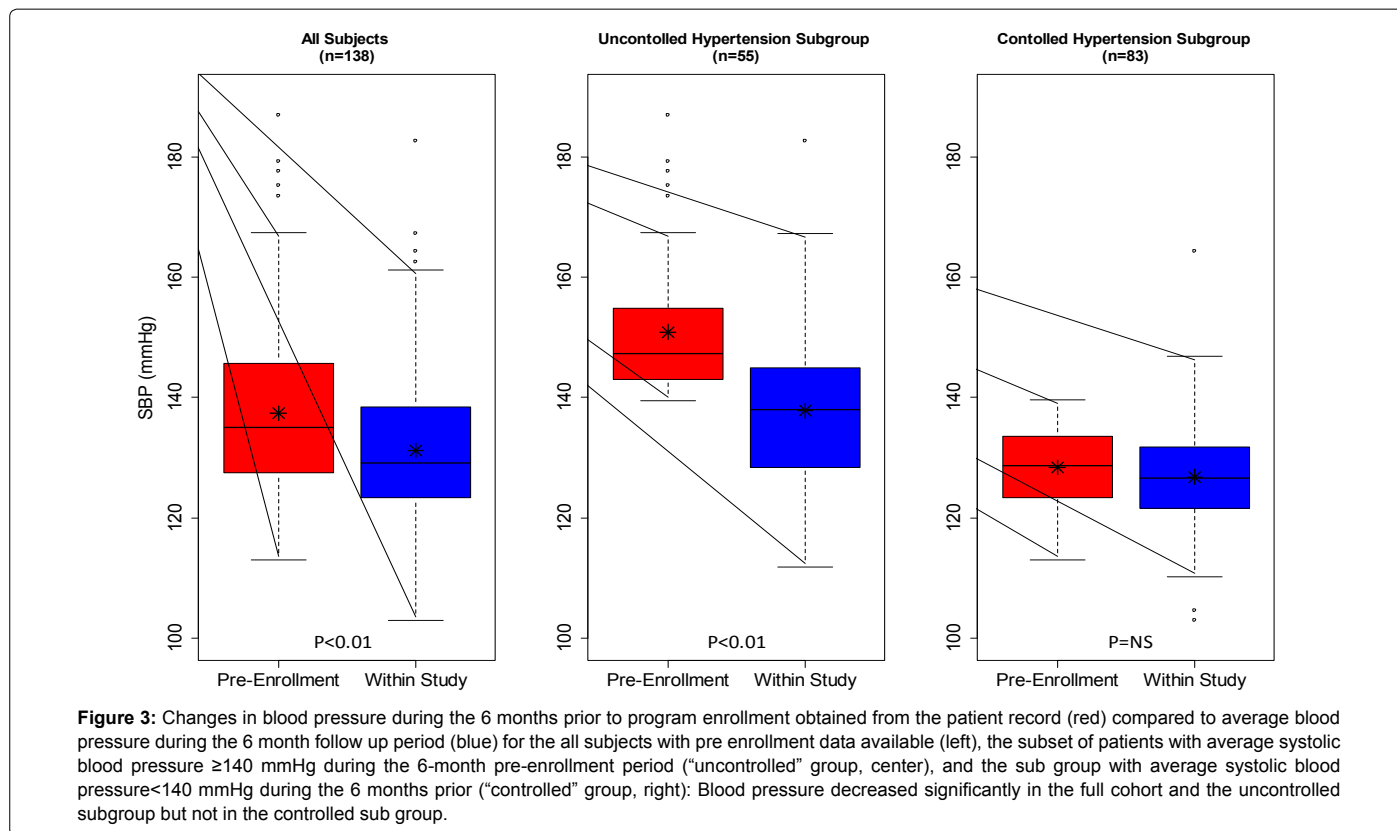 All Subjects
(n=138)
Uncontolled Hypertension Subgroup
(n=55)
Contolled Hypertension Subgroup
(n=83)
SBP (mmHg)
180
160
140
120
100
P<0.01
Pre-Enrollment Within Study
180
160
140
120
100
P<0.01
Pre-Enrollment Within Study
180
160
140
120
100
P=NS
Pre-Enrollment Within Study
Figure 3: Changes in blood pressure during the 6 months prior to program enrollment obtained from the patient record (red) compared to average blood
pressure during the 6 month follow up period (blue) for the all subjects with pre enrollment data available (left), the subset of patients with average systolic
blood pressure ≥140 mmHg during the 6-month pre-enrollment period (“uncontrolled” group, center), and the sub group with average systolic blood
pressure<140 mmHg during the 6 months prior (“controlled” group, right): Blood pressure decreased significantly in the full cohort and the uncontrolled
subgroup but not in the controlled sub group.